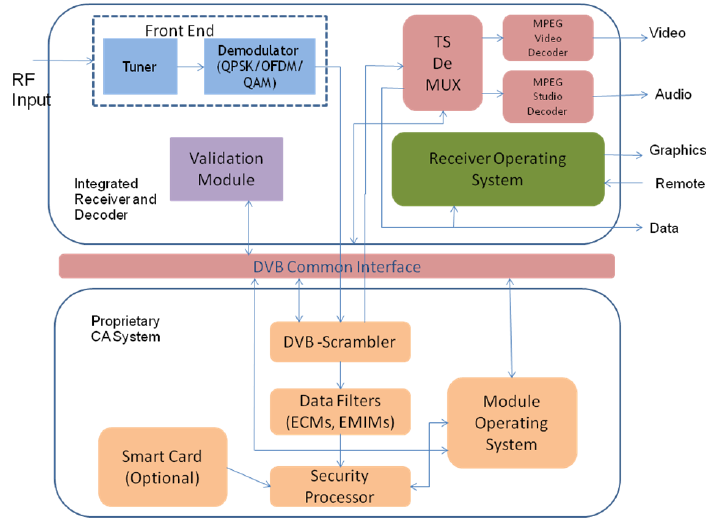 Front End
RF
Input
Tuner
Demodulator
(QPSK/OFDM/
QAM)
TS
De
MUX
MPEG
Video
Decoder
Video
MPEG
Studio
Decoder
Audio
Validation
Module
Receiver Operating
System
Graphics
Remote
Data
Integrated
Receiver and
Decoder
DVB Common Interface
Proprietary
CA System
DVB -Scrambler
Data Filters
(ECMs, EMIMs)
Module
Operating
System
Smart Card
(Optional)
Security
Processor